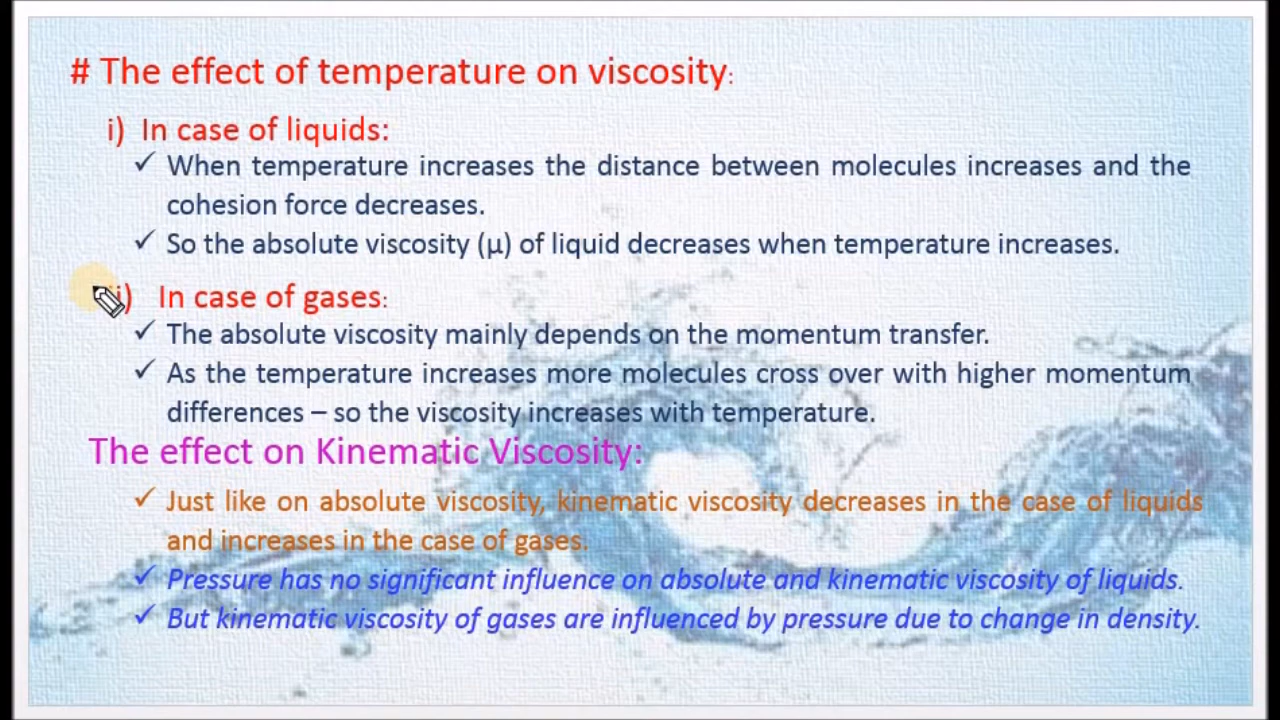 # The effect of temperature on viscosity:
i) In case of liquids:
✓ When temperature increases the distance between molecules increases and the
cohesion force decreases.
✓ So the absolute viscosity (μ) of liquid decreases when temperature increases.
ii) In case of gases:
✓ The absolute viscosity mainly depends on the momentum transfer.
✓ As the temperature increases more molecules cross over with higher momentum
differences – so the viscosity increases with temperature.
The effect on Kinematic Viscosity:
✓ Just like on absolute viscosity, kinematic viscosity decreases in the case of liquids
and increases in the case of gases.
✓ Pressure has no significant influence on absolute and kinematic viscosity of liquids.
✓ But kinematic viscosity of gases are influenced by pressure due to change in density.